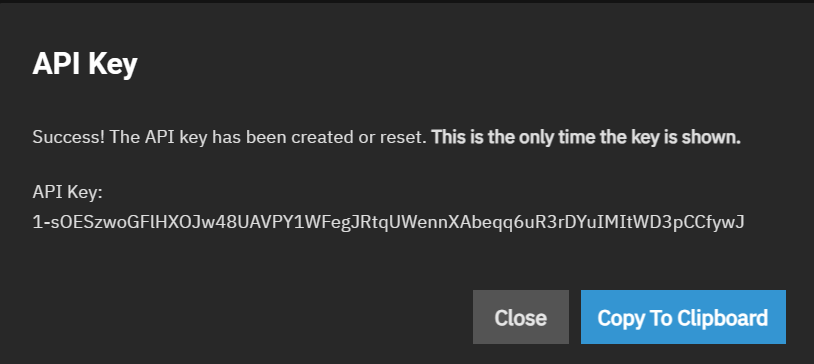 API Key
Success! The API key has been created or reset. This is the only time the key is shown.
API Key:
1-sOESzwoGFlHXOJw48UAVPY1WFegJRtqUWennXAbeqq6uR3rDYuIMItWD3pCCfywJ
Close
Copy To Clipboard